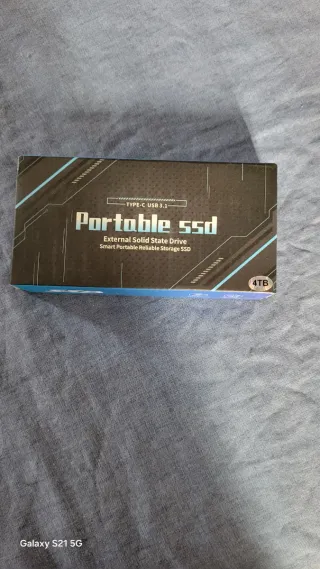 TYPE-C USB 3.1
Portable ssd
External Solid State Drive
Smart Portable Reliable Storage SSD
4TB
Galaxy S21 5G